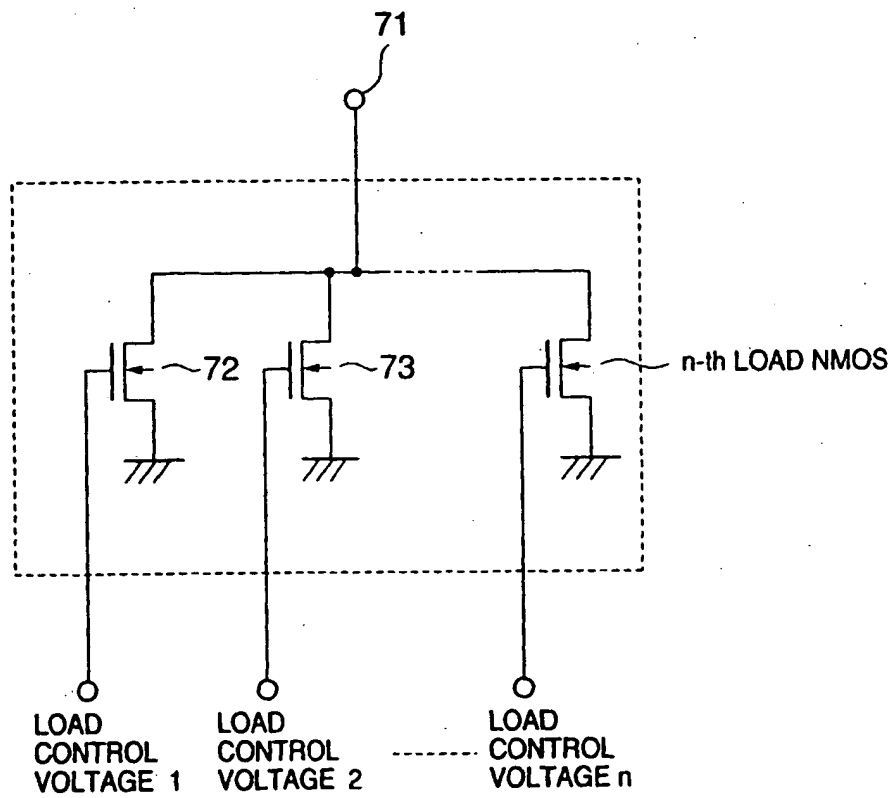 71
72
73
n-th LOAD NMOS
LOAD
CONTROL
VOLTAGE 1
LOAD
CONTROL
VOLTAGE 2
LOAD
CONTROL
VOLTAGE n